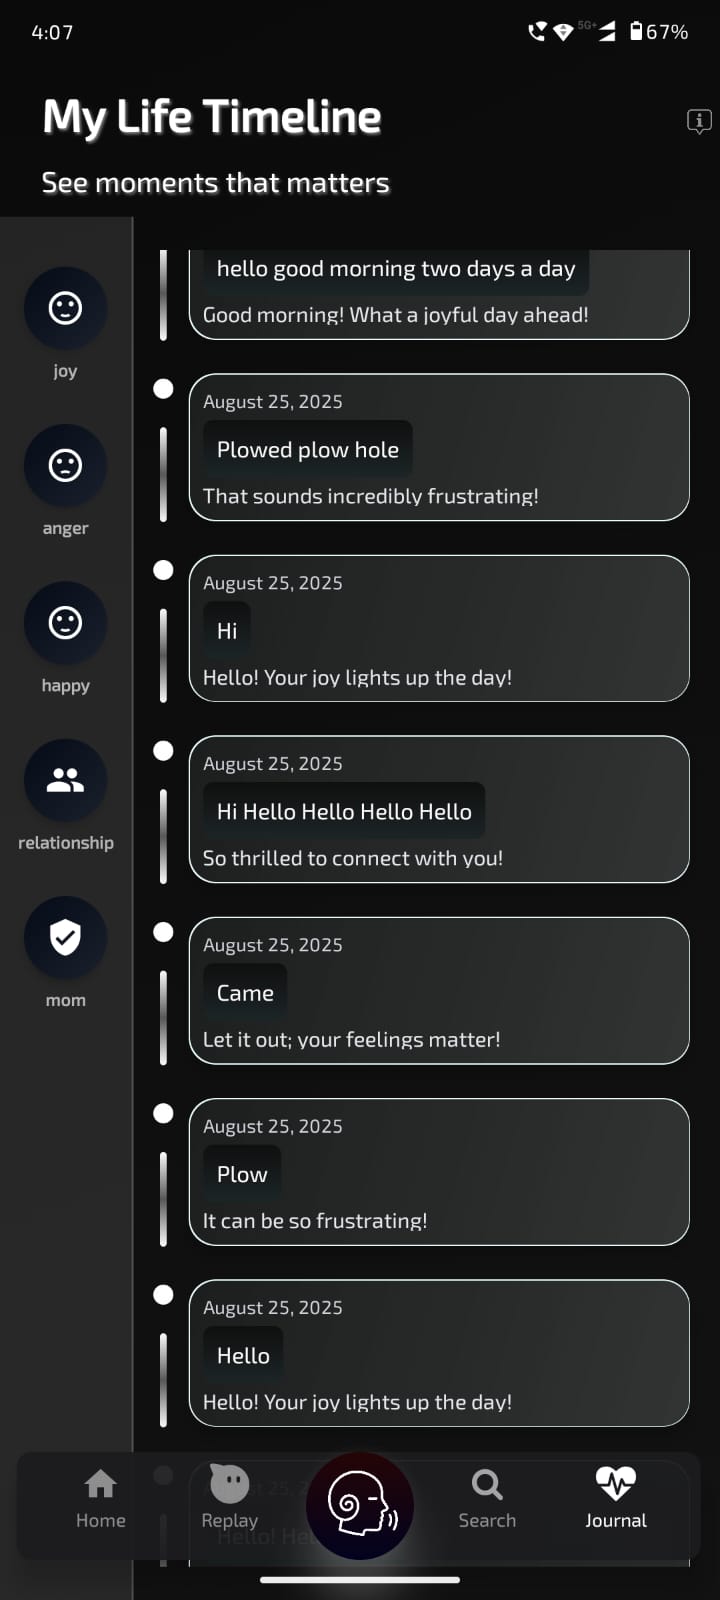 4:07
5G+
67%
My Life Timeline
See moments that matters
joy
anger
happy
relationship
mom
hello good morning two days a day
Good morning! What a joyful day ahead!
August 25, 2025
Plowed plow hole
That sounds incredibly frustrating!
August 25, 2025
Hi
Hello! Your joy lights up the day!
August 25, 2025
Hi Hello Hello Hello Hello
So thrilled to connect with you!
August 25, 2025
Came
Let it out; your feelings matter!
August 25, 2025
Plow
It can be so frustrating!
August 25, 2025
Hello
Hello! Your joy lights up the day!
Home
Replay
Search
Journal